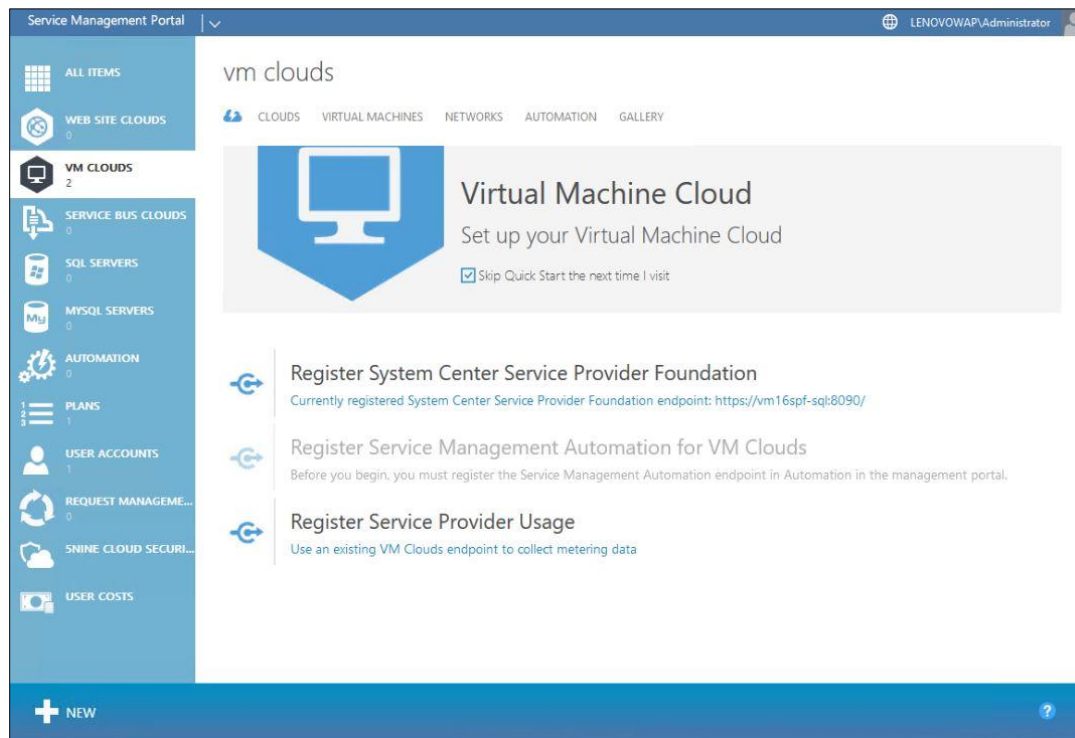 Service Management Portal
LENOVOWAP\Administrator
ALL ITEMS
WEB SITE CLOUDS
0
VM CLOUDS
2
SERVICE BUS CLOUDS
0
SQL SERVERS
0
My
MYSQL SERVERS
0
AUTOMATION
0
1
2
3
PLANS
1
USER ACCOUNTS
1
REQUEST MANAGEME...
0
5NINE CLOUD SECURI...
USER COSTS
vm clouds
CLOUDS VIRTUAL MACHINES NETWORKS AUTOMATION GALLERY
Virtual Machine Cloud
Set up your Virtual Machine Cloud
Skip Quick Start the next time I visit
Register System Center Service Provider Foundation
Currently registered System Center Service Provider Foundation endpoint: https://vm16spf-sql:8090/
Register Service Management Automation for VM Clouds
Before you begin, you must register the Service Management Automation endpoint in Automation in the management portal.
Register Service Provider Usage
Use an existing VM Clouds endpoint to collect metering data
NEW
?